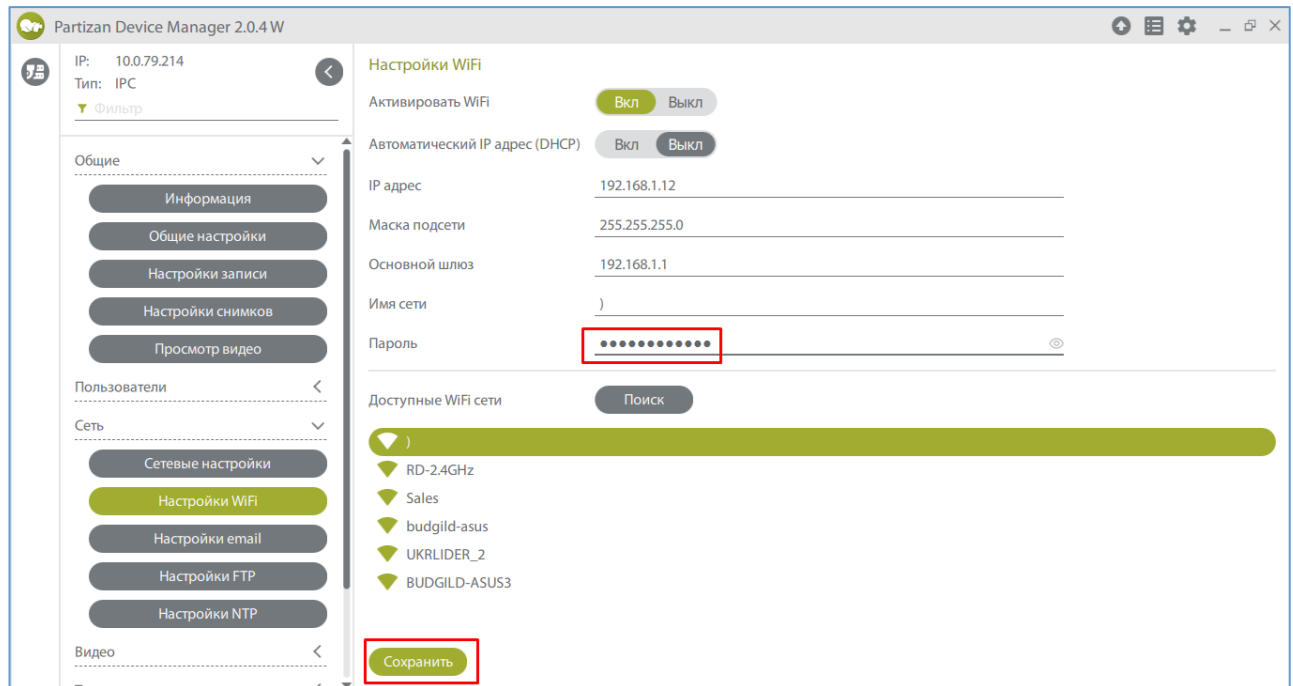 Partizan Device Manager 2.0.4 W
IP: 10.0.79.214
Тип: IPC
Фильтр
Общие
Информация
Общие настройки
Настройки записи
Настройки снимков
Просмотр видео
Пользователи
Сеть
Сетевые настройки
Настройки WiFi
Настройки email
Настройки FTP
Настройки NTP
Видео
Настройки WiFi
Активировать WiFi Вкл Выкл
Автоматический IP адрес (DHCP) Вкл Выкл
IP адрес 192.168.1.12
Маска подсети 255.255.255.0
Основной шлюз 192.168.1.1
Имя сети )
Пароль ••••••••••••
Доступные WiFi сети Поиск
)
RD-2.4GHz
Sales
budgild-asus
UKRLIDER_2
BUDGILD-ASUS3
Сохранить